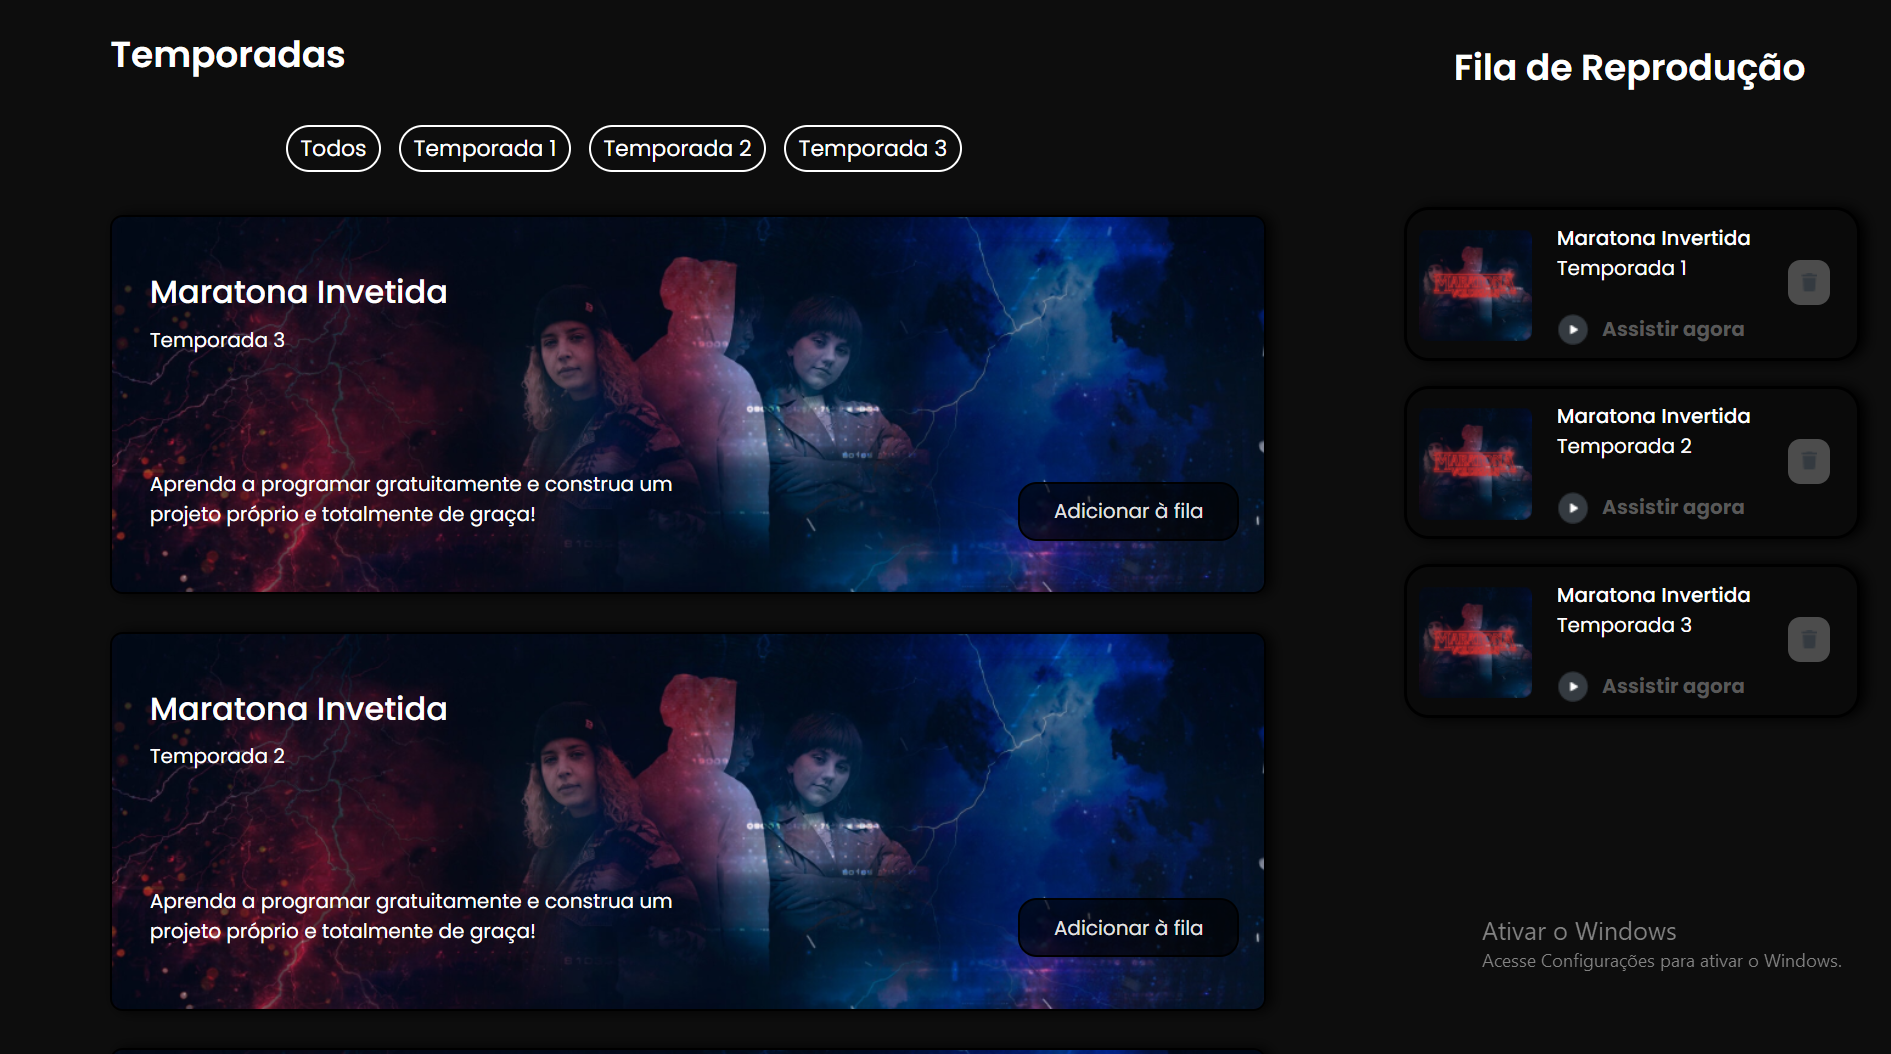 Temporadas
Todos
Temporada 1
Temporada 2
Temporada 3
Maratona Invetida
Temporada 3
Aprenda a programar gratuitamente e construa um
projeto próprio e totalmente de graça!
Adicionar à fila
Maratona Invetida
Temporada 2
Aprenda a programar gratuitamente e construa um
projeto próprio e totalmente de graça!
Adicionar à fila
Fila de Reprodução
Maratona Invertida
Temporada 1
Assistir agora
Maratona Invertida
Temporada 2
Assistir agora
Maratona Invertida
Temporada 3
Assistir agora
Ativar o Windows
Acesse Configurações para ativar o Windows.